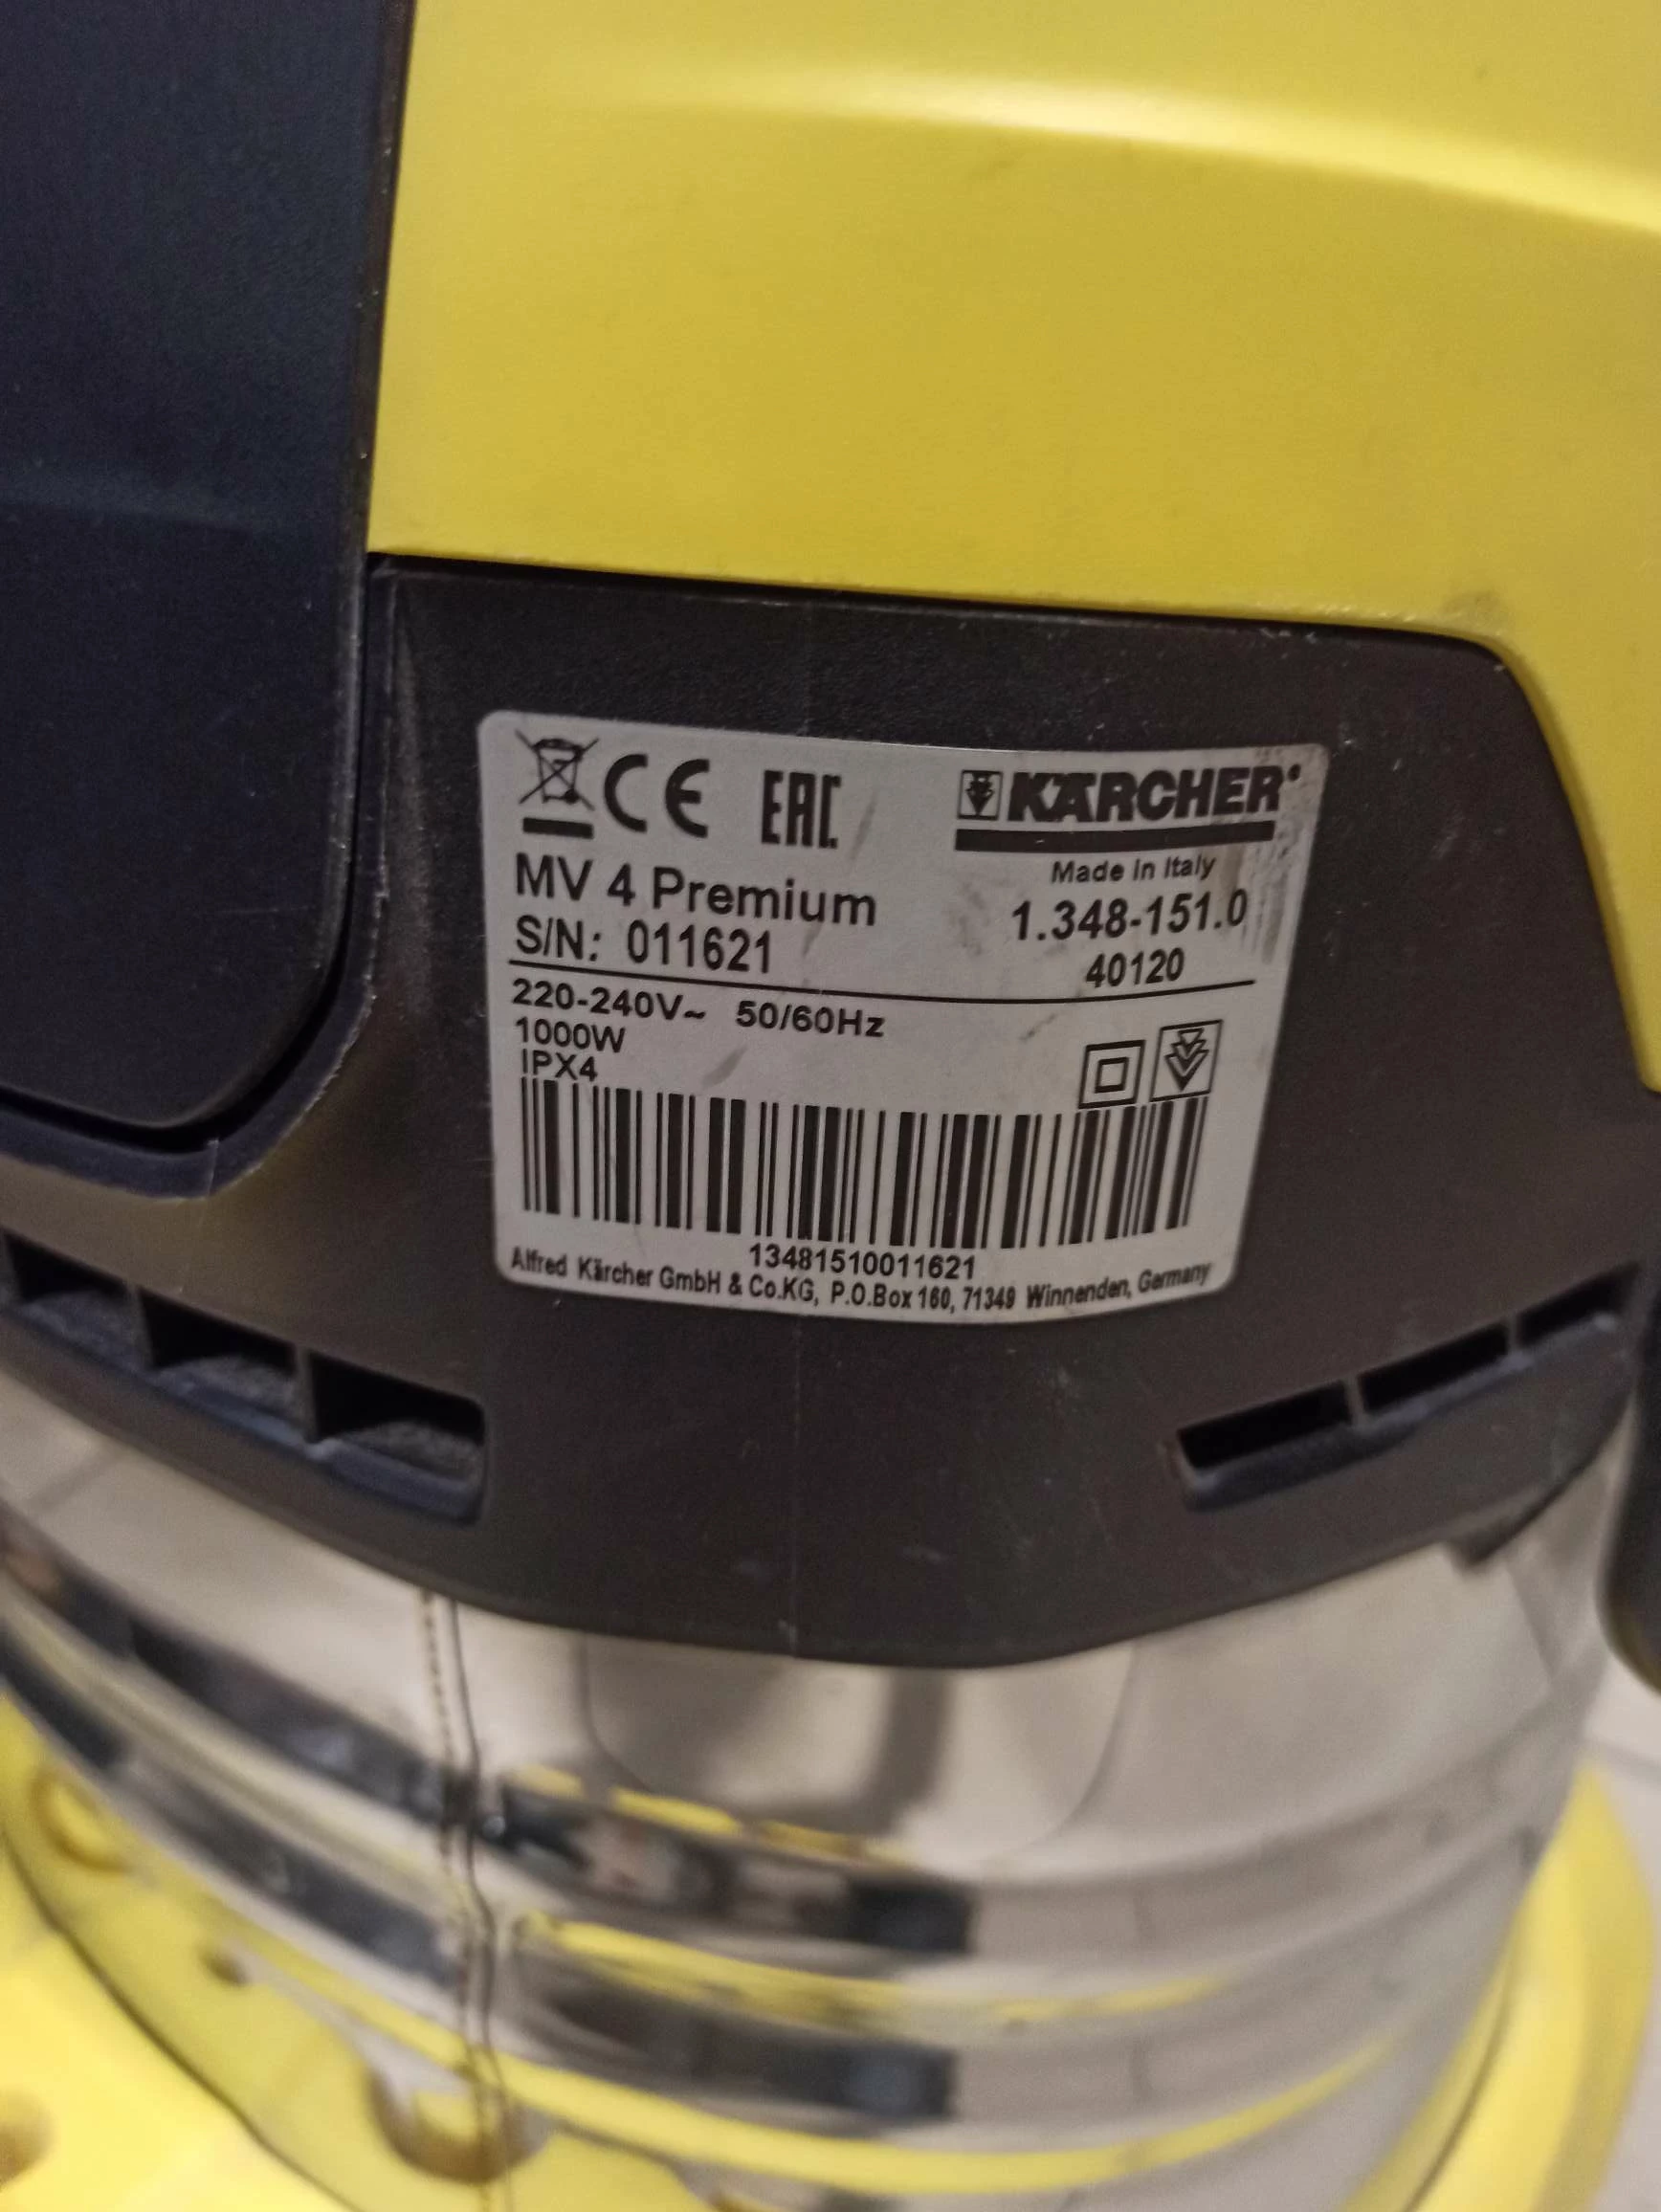 CE EAC KÄRCHER
Made in Italy
MV 4 Premium 1.348-151.0
S/N: 011621 40120
220-240V~ 50/60Hz
1000W
IPX4
13481510011621
Alfred Kärcher GmbH & Co.KG, P.O.Box 160, 71349 Winnenden, Germany